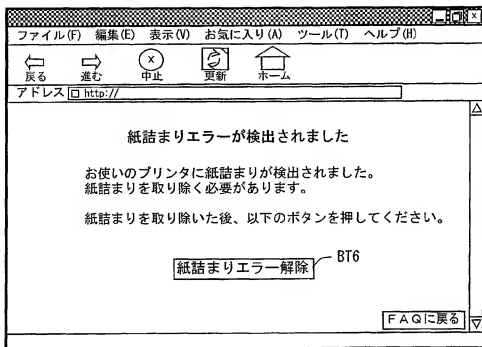 ファイル(F) 編集(E) 表示(V) お気に入り(A) ツール(T) ヘルプ(H)
戻る 進む 中止 更新 ホーム
アドレス http://
紙詰まりエラーが検出されました
お使いのプリンタに紙詰まりが検出されました。
紙詰まりを取り除く必要があります。
紙詰まりを取り除いた後、以下のボタンを押してください。
紙詰まりエラー解除 BT6
FAQに戻る